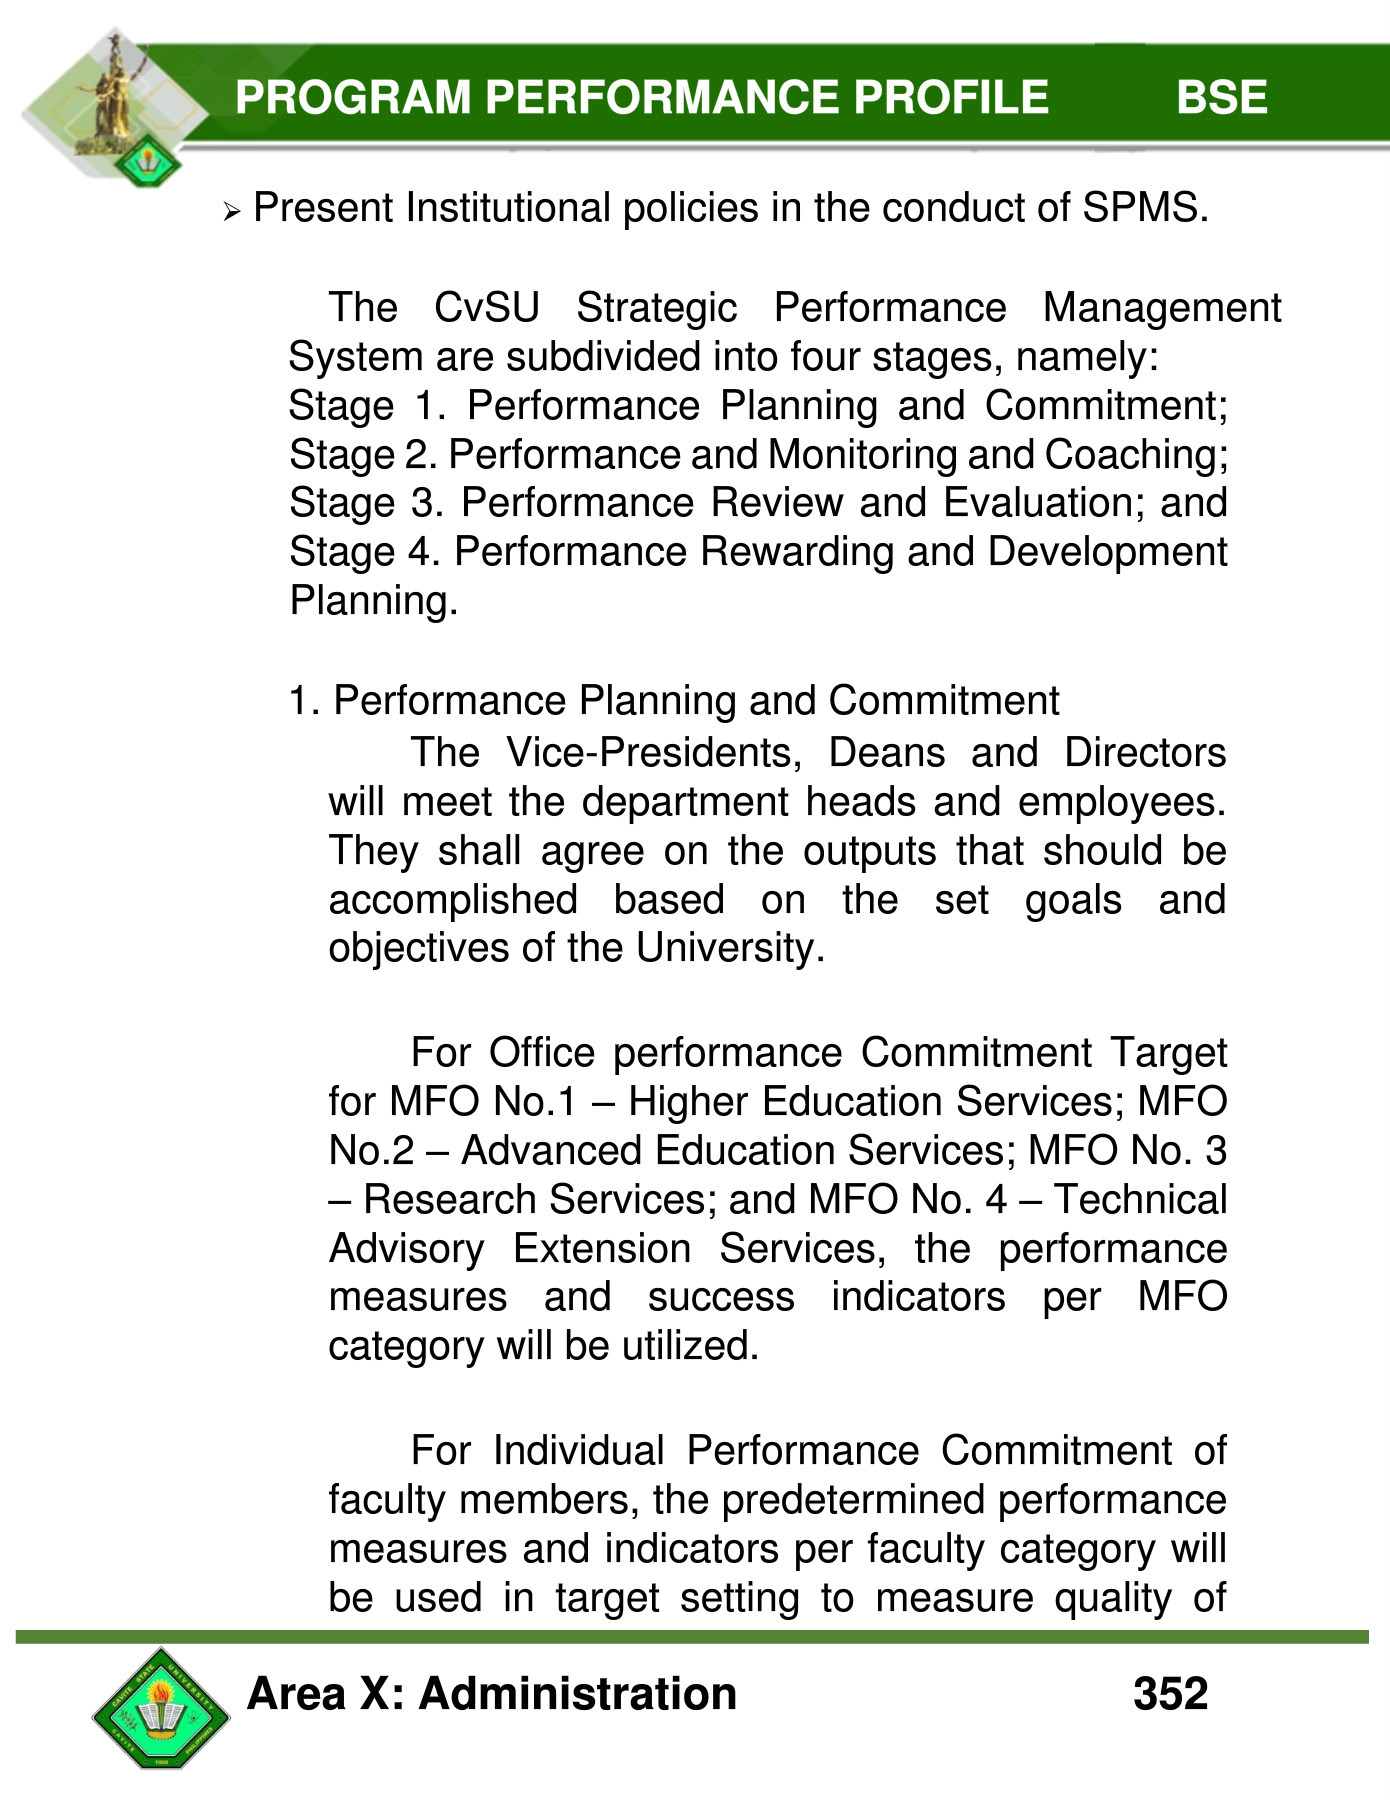 PROGRAM PERFORMANCE PROFILE BSE
➢ Present Institutional policies in the conduct of SPMS.
The CvSU Strategic Performance Management
System are subdivided into four stages, namely:
Stage 1. Performance Planning and Commitment;
Stage 2. Performance and Monitoring and Coaching;
Stage 3. Performance Review and Evaluation; and
Stage 4. Performance Rewarding and Development
Planning.
1. Performance Planning and Commitment
The Vice-Presidents, Deans and Directors
will meet the department heads and employees.
They shall agree on the outputs that should be
accomplished based on the set goals and
objectives of the University.
For Office performance Commitment Target
for MFO No.1 – Higher Education Services; MFO
No.2 – Advanced Education Services; MFO No. 3
– Research Services; and MFO No. 4 – Technical
Advisory Extension Services, the performance
measures and success indicators per MFO
category will be utilized.
For Individual Performance Commitment of
faculty members, the predetermined performance
measures and indicators per faculty category will
be used in target setting to measure quality of
CAVITE STATE UNIVERSITY
CAVITE PHILIPPINES
1906
Area X: Administration 352